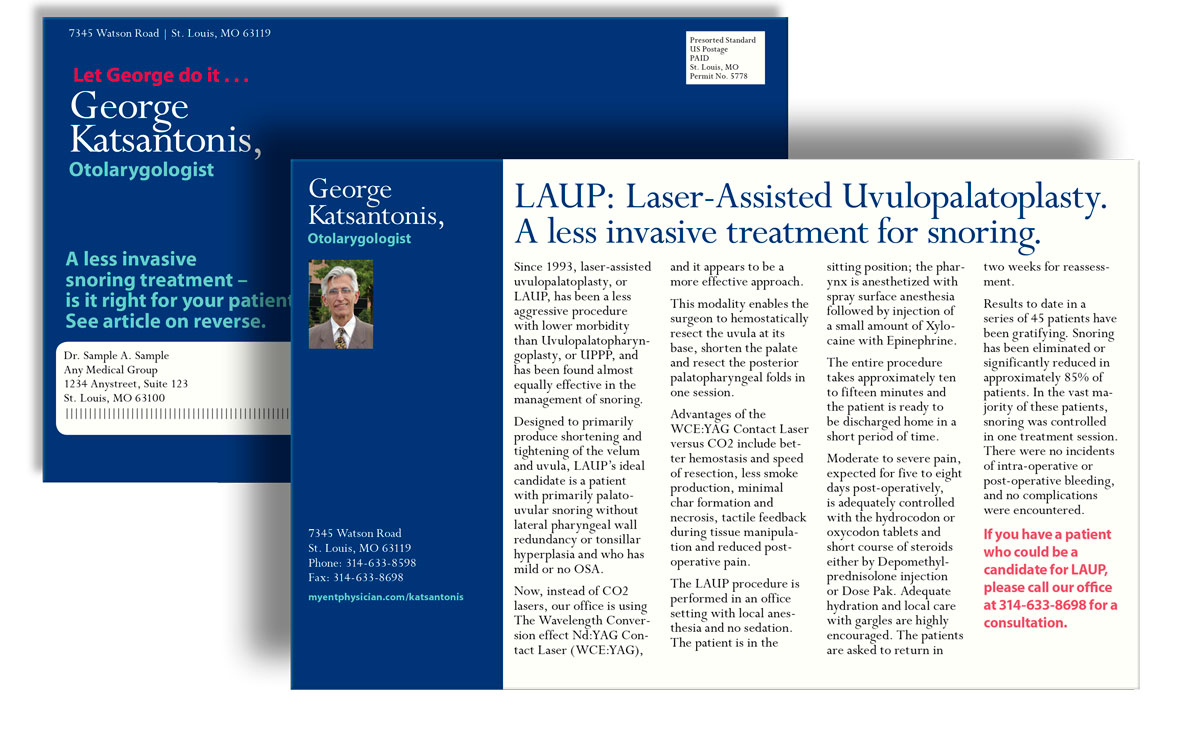 7345 Watson Road | St. Louis, MO 63119
Presorted Standard
US Postage
PAID
St. Louis, MO
Permit No. 5778
Let George do it . . .
George
Katsantonis,
Otolarygologist
A less invasive
snoring treatment –
is it right for your patient
See article on reverse.
Dr. Sample A. Sample
Any Medical Group
1234 Anystreet, Suite 123
St. Louis, MO 63100
George
Katsantonis,
Otolarygologist
7345 Watson Road
St. Louis, MO 63119
Phone: 314-633-8598
Fax: 314-633-8698
myentphysician.com/katsantonis
LAUP: Laser-Assisted Uvulopalatoplasty.
A less invasive treatment for snoring.
Since 1993, laser-assisted
uvulopalatoplasty, or
LAUP, has been a less
aggressive procedure
with lower morbidity
than Uvulopalatopharyn-
goplasty, or UPPP, and
has been found almost
equally effective in the
management of snoring.
Designed to primarily
produce shortening and
tightening of the velum
and uvula, LAUP's ideal
candidate is a patient
with primarily palato-
uvular snoring without
lateral pharyngeal wall
redundancy or tonsillar
hyperplasia and who has
mild or no OSA.
Now, instead of CO2
lasers, our office is using
The Wavelength Conver-
sion effect Nd:YAG Con-
tact Laser (WCE:YAG),
and it appears to be a
more effective approach.
This modality enables the
surgeon to hemostatically
resect the uvula at its
base, shorten the palate
and resect the posterior
palatopharyngeal folds in
one session.
Advantages of the
WCE:YAG Contact Laser
versus CO2 include bet-
ter hemostasis and speed
of resection, less smoke
production, minimal
char formation and
necrosis, tactile feedback
during tissue manipula-
tion and reduced post-
operative pain.
The LAUP procedure is
performed in an office
setting with local anes-
thesia and no sedation.
The patient is in the
sitting position; the phar-
ynx is anesthetized with
spray surface anesthesia
followed by injection of
a small amount of Xylo-
caine with Epinephrine.
The entire procedure
takes approximately ten
to fifteen minutes and
the patient is ready to
be discharged home in a
short period of time.
Moderate to severe pain,
expected for five to eight
days post-operatively,
is adequately controlled
with the hydrocodon or
oxycodon tablets and
short course of steroids
either by Depomethyl-
prednisolone injection
or Dose Pak. Adequate
hydration and local care
with gargles are highly
encouraged. The patients
are asked to return in
two weeks for reassess-
ment.
Results to date in a
series of 45 patients have
been gratifying. Snoring
has been eliminated or
significantly reduced in
approximately 85% of
patients. In the vast ma-
jority of these patients,
snoring was controlled
in one treatment session.
There were no incidents
of intra-operative or
post-operative bleeding,
and no complications
were encountered.
If you have a patient
who could be a
candidate for LAUP,
please call our office
at 314-633-8698 for a
consultation.